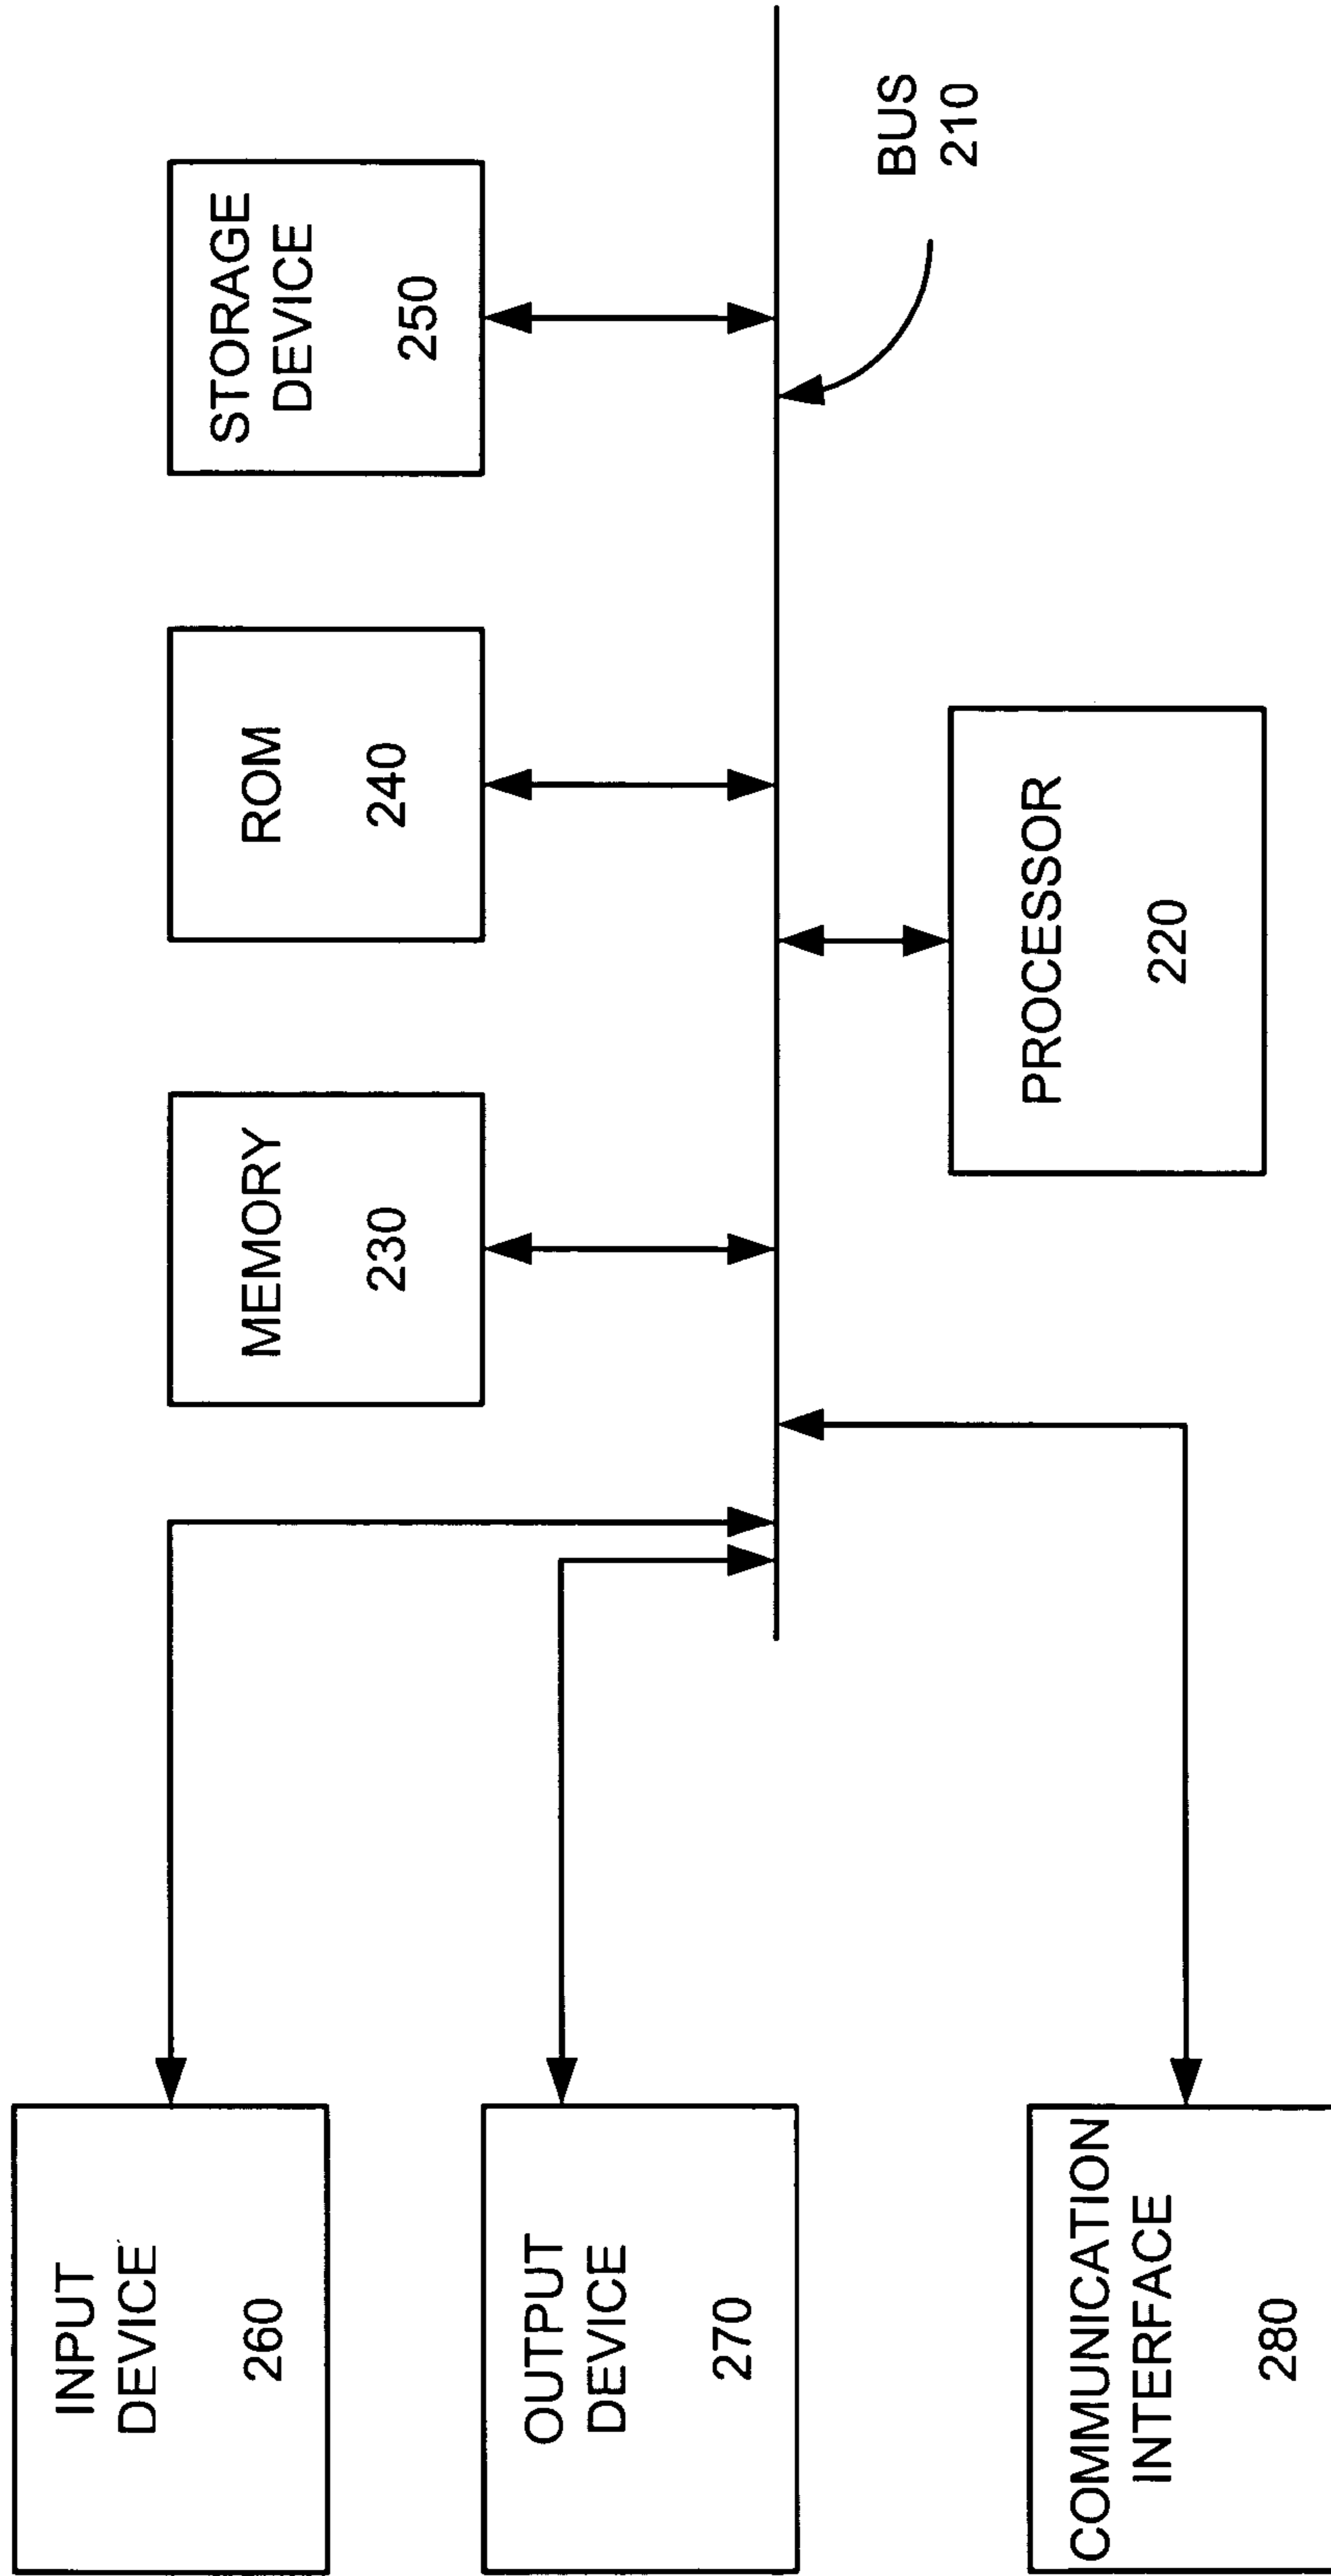 INPUT
DEVICE
260
MEMORY
230
ROM
240
STORAGE
DEVICE
250
OUTPUT
DEVICE
270
BUS
210
COMMUNICATION
INTERFACE
280
PROCESSOR
220